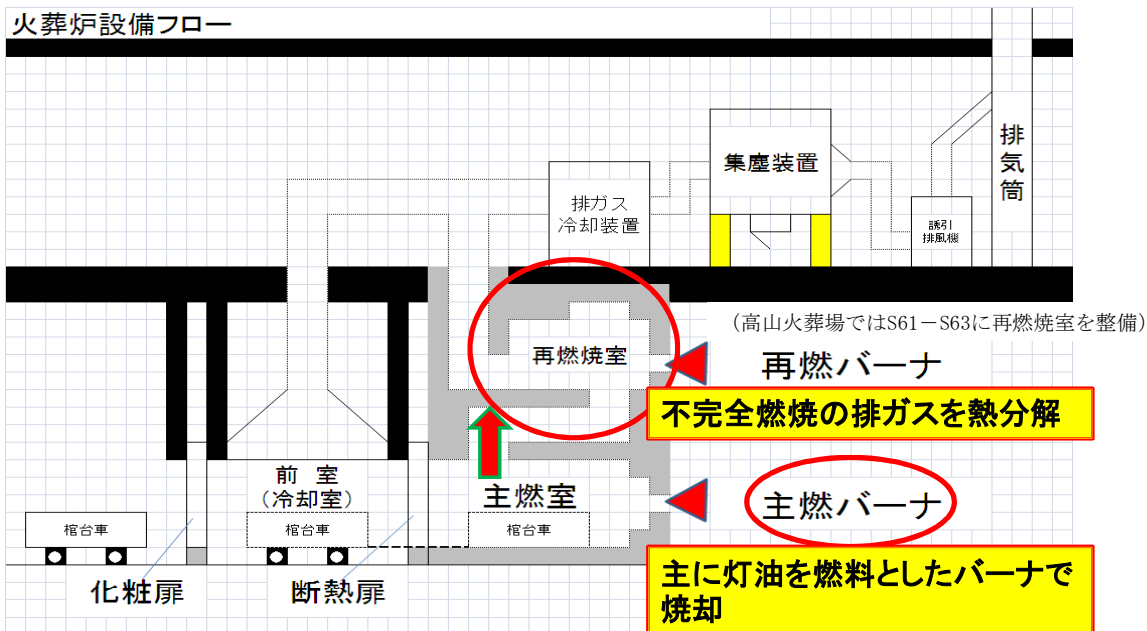 火葬炉設備フロー
排気筒
集塵装置
排ガス
冷却装置
誘引
排風機
（高山火葬場ではS61－S63に再燃焼室を整備）
再燃焼室
再燃バーナ
不完全燃焼の排ガスを熱分解
前 室
（冷却室）
主燃室
主燃バーナ
棺台車
棺台車
棺台車
主に灯油を燃料としたバーナで
焼却
化粧扉
断熱扉